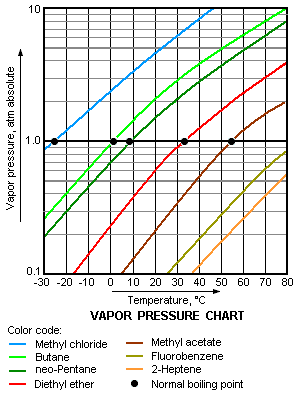 10
1.0
0.1
Vapor pressure, atm absolute
-30 -20 -10 0 10 20 30 40 50 60 70 80
Temperature, °C
VAPOR PRESSURE CHART
Color code:
Methyl chloride
Butane
neo-Pentane
Diethyl ether
Methyl acetate
Fluorobenzene
2-Heptene
Normal boiling point